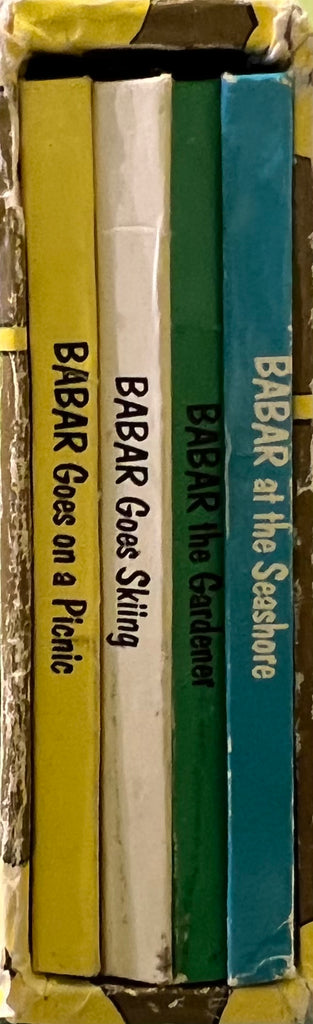 BABAR Goes on a Picnic
BABAR Goes Skiing
BABAR the Gardener
BABAR at the Seashore